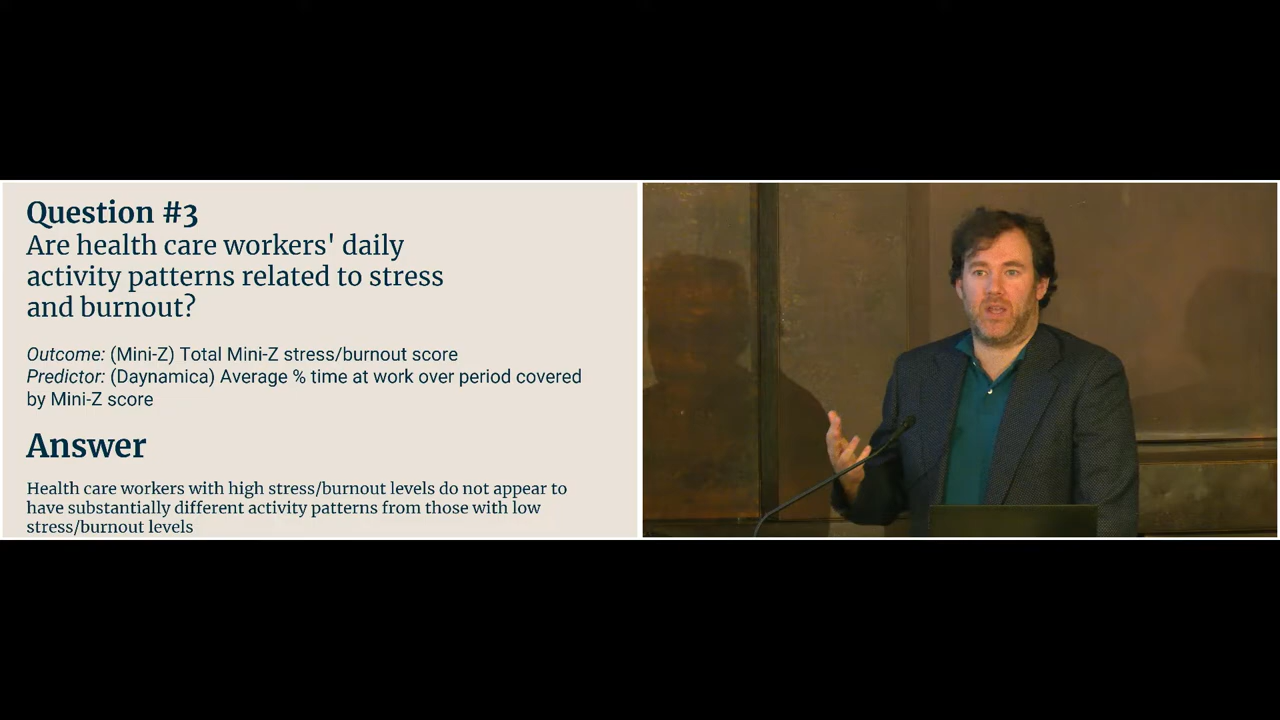 Question #3
Are health care workers' daily
activity patterns related to stress
and burnout?
Outcome: (Mini-Z) Total Mini-Z stress/burnout score
Predictor: (Daynamica) Average % time at work over period covered
by Mini-Z score
Answer
Health care workers with high stress/burnout levels do not appear to
have substantially different activity patterns from those with low
stress/burnout levels